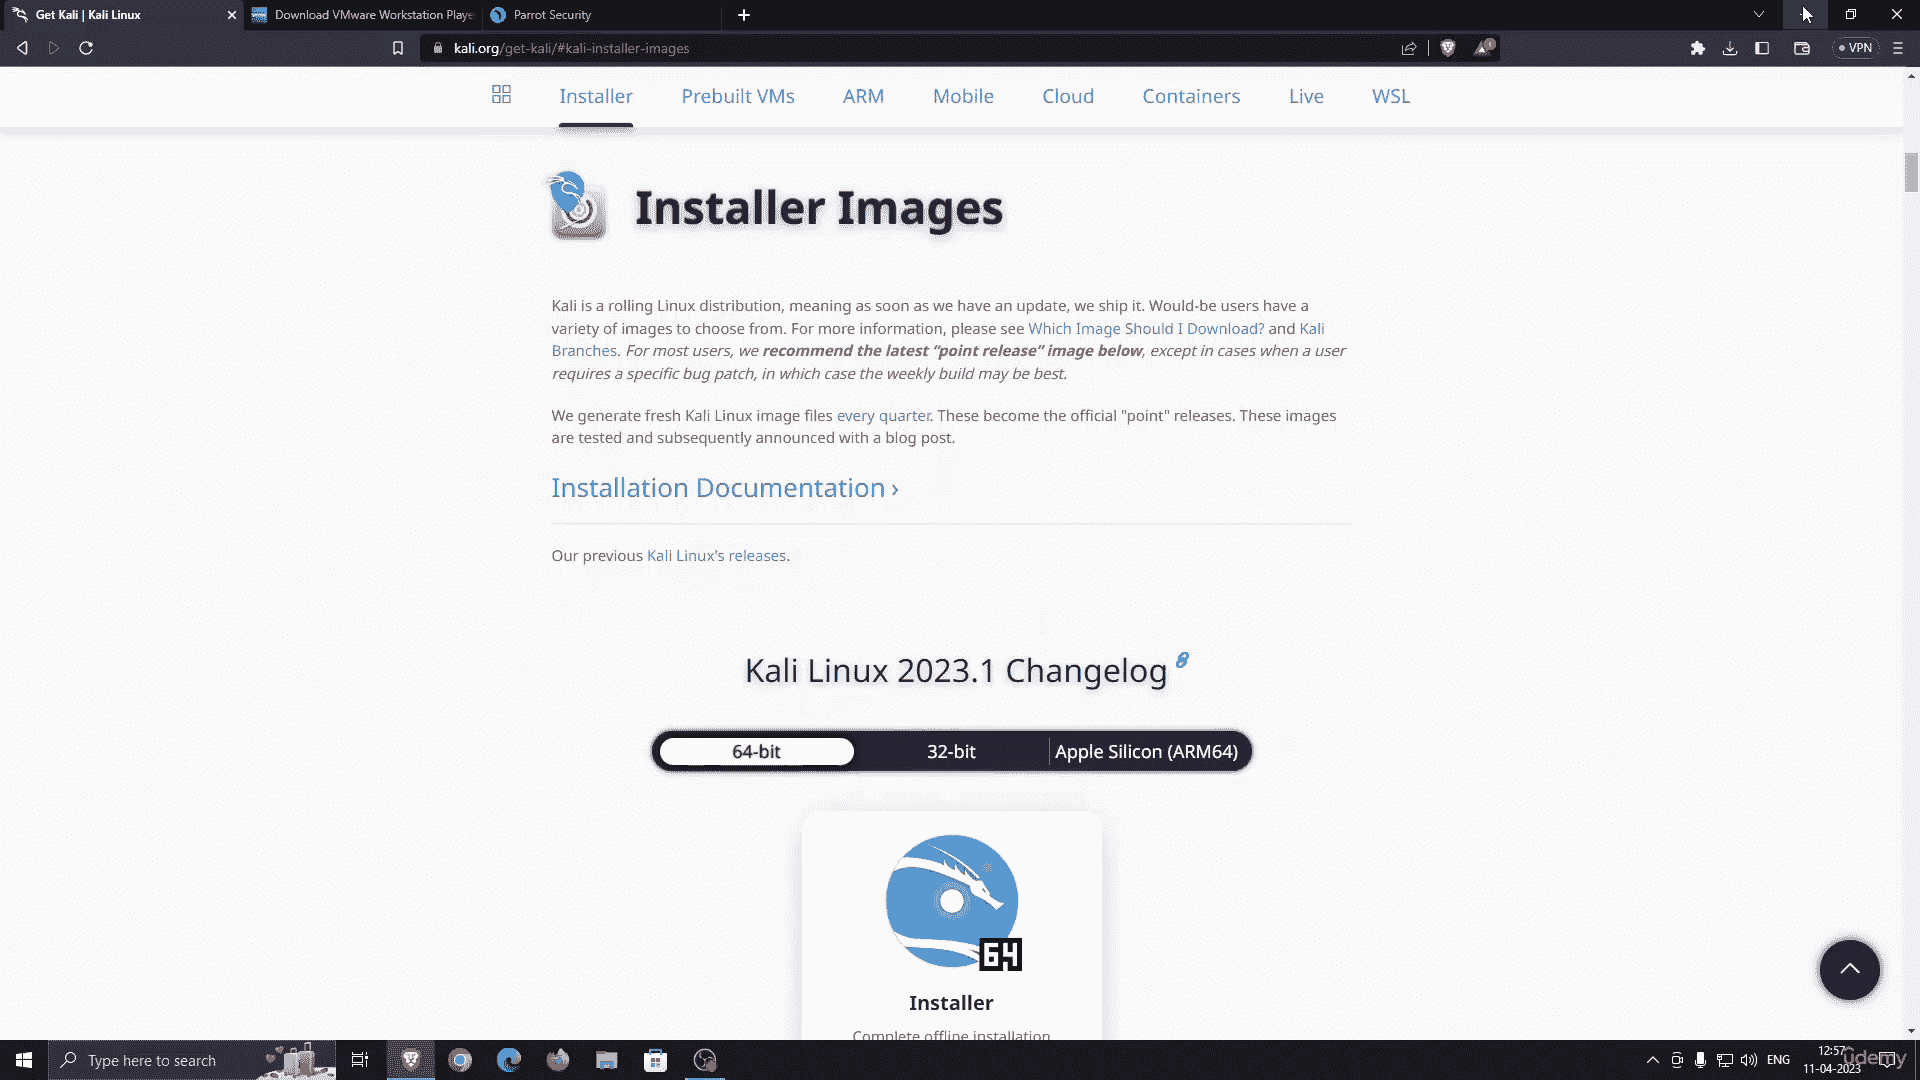 Get Kali | Kali Linux
Download VMware Workstation Playe
Parrot Security
kali.org/get-kali/#kali-installer-images
1
VPN
Installer
Prebuilt VMs
ARM
Mobile
Cloud
Containers
Live
WSL
Installer Images
Kali is a rolling Linux distribution, meaning as soon as we have an update, we ship it. Would-be users have a
variety of images to choose from. For more information, please see Which Image Should I Download? and Kali
Branches. For most users, we recommend the latest “point release” image below, except in cases when a user
requires a specific bug patch, in which case the weekly build may be best.
We generate fresh Kali Linux image files every quarter. These become the official "point" releases. These images
are tested and subsequently announced with a blog post.
Installation Documentation ›
Our previous Kali Linux's releases.
Kali Linux 2023.1 Changelog
64-bit
32-bit
Apple Silicon (ARM64)
64
Installer
Complete offline installation
Type here to search
ENG
12:57
11-04-2023
udemy